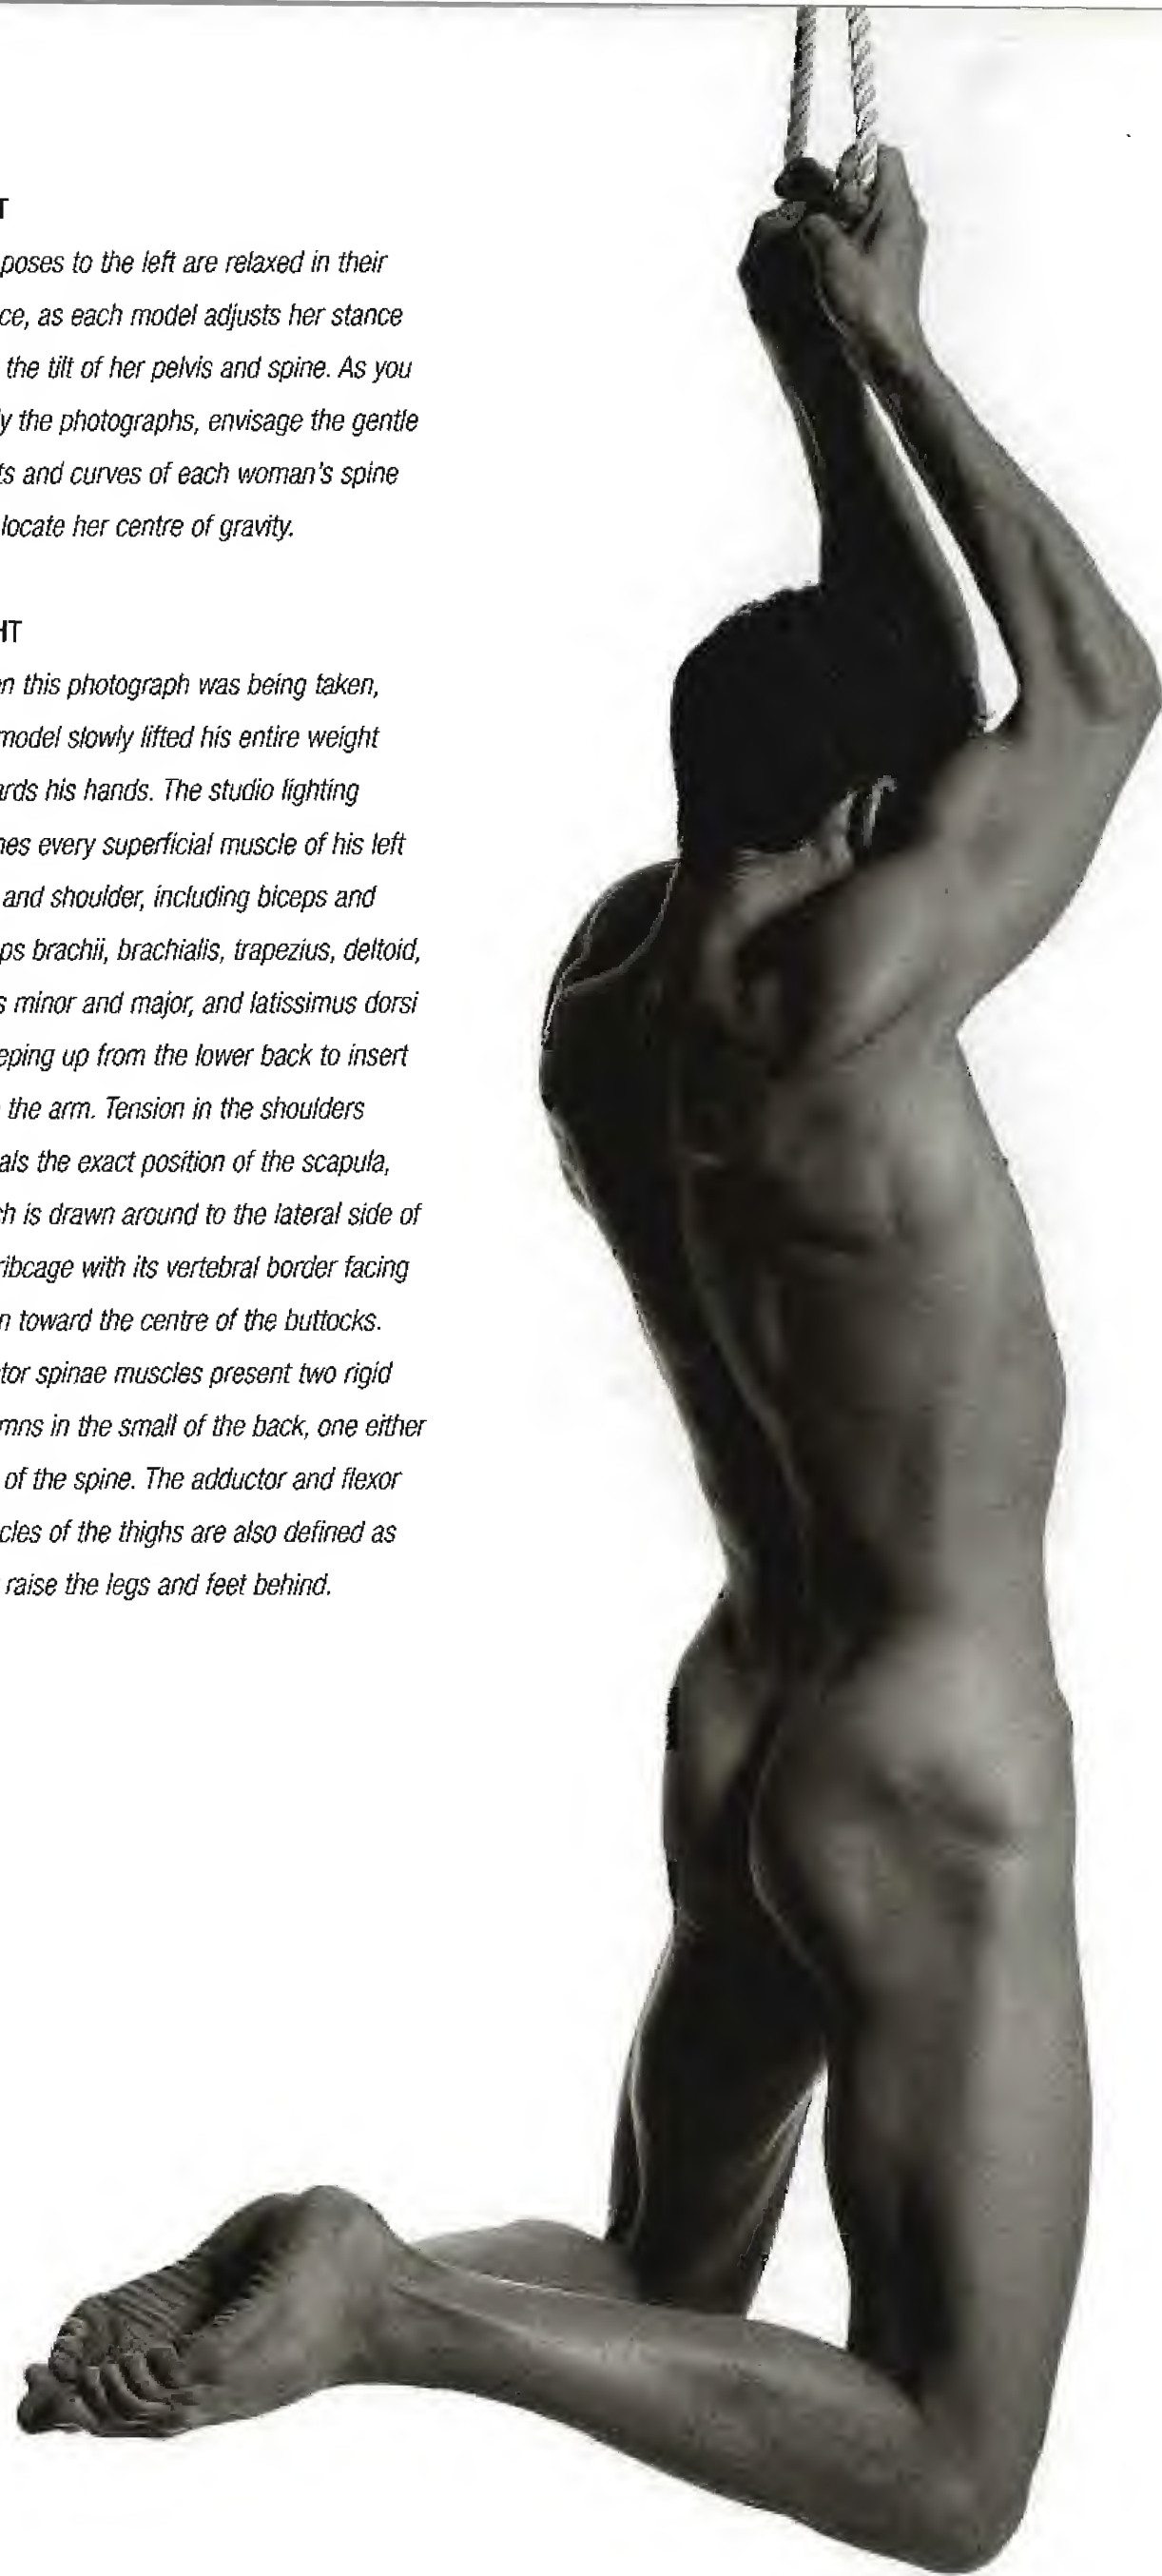 T
poses to the left are relaxed in their
ce, as each model adjusts her stance
the tilt of her pelvis and spine. As you
y the photographs, envisage the gentle
ts and curves of each woman's spine
locate her centre of gravity.
HT
n this photograph was being taken,
model slowly lifted his entire weight
ards his hands. The studio lighting
nes every superficial muscle of his left
and shoulder, including biceps and
ps brachii, brachialis, trapezius, deltoid,
s minor and major, and latissimus dorsi
eping up from the lower back to insert
the arm. Tension in the shoulders
als the exact position of the scapula,
ch is drawn around to the lateral side of
ribcage with its vertebral border facing
n toward the centre of the buttocks.
tor spinae muscles present two rigid
mns in the small of the back, one either
of the spine. The adductor and flexor
cles of the thighs are also defined as
raise the legs and feet behind.